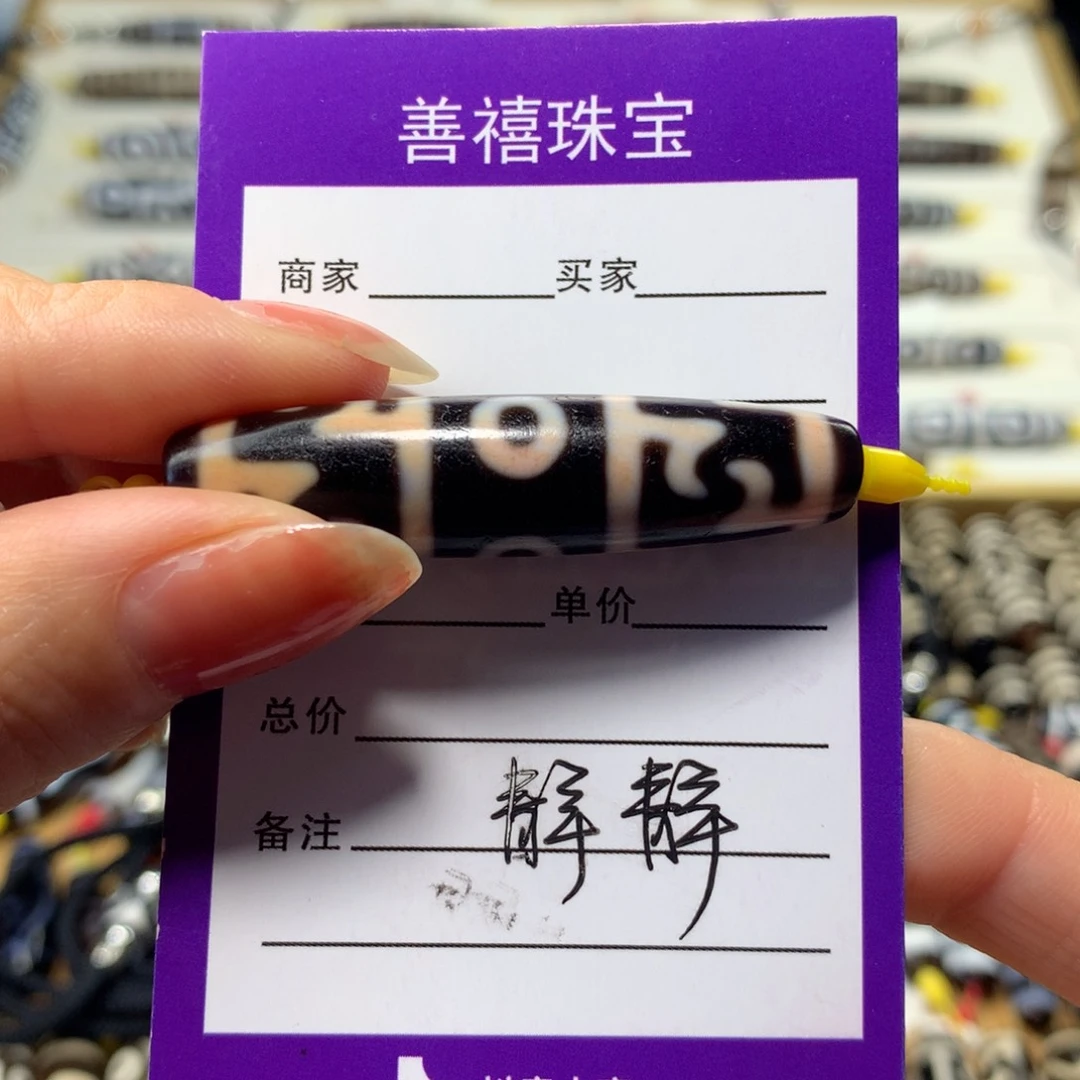 善禧珠宝
商家 买家
单价
总价
备注 静静